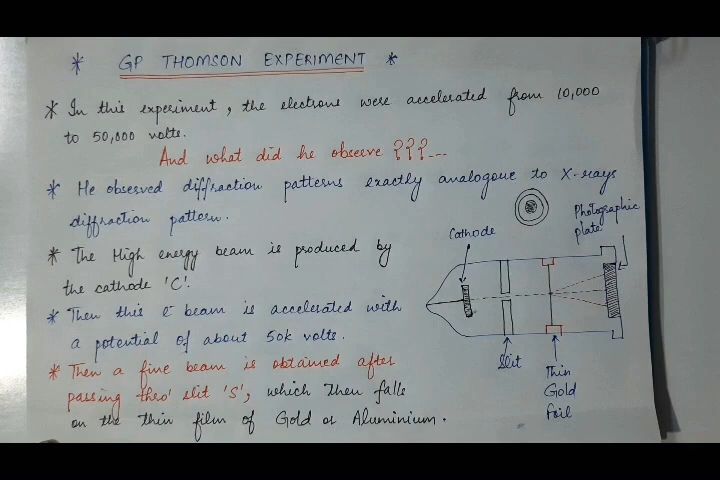 * GP THOMSON EXPERIMENT *
* In this experiment, the electrons were accelerated from 10,000
to 50,000 volts.
And what did he observe ???...
* He observed diffraction patterns exactly analogoue to X-rays
diffraction pattern.
* The High energy beam is produced by
the cathode 'C'.
* Then this e⁻ beam is accelerated with
a potential of about 50k volts.
* Then a fine beam is obtained after
passing thro' slit 'S', which then falls
on the thin film of Gold or Aluminium.
Cathode
Photographic
plate
Slit
Thin
Gold
Foil